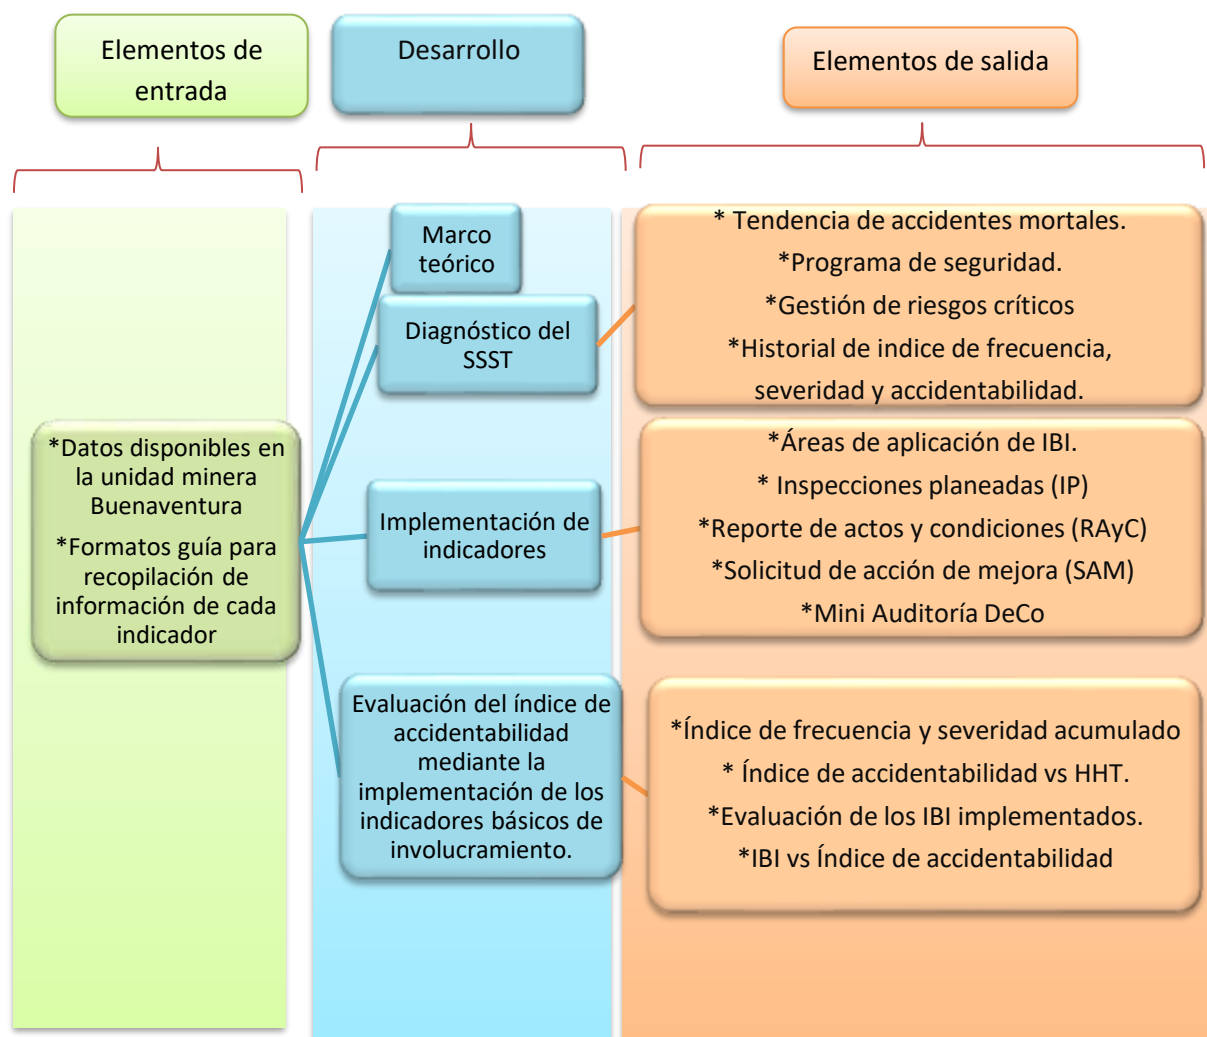 Elementos de
entrada
Desarrollo
Elementos de salida
*Datos disponibles en
la unidad minera
Buenaventura
*Formatos guía para
recopilación de
información de cada
indicador
Marco
teórico
Diagnóstico del
SSST
Implementación de
indicadores
Evaluación del índice de
accidentabilidad
mediante la
implementación de los
indicadores básicos de
involucramiento.
* Tendencia de accidentes mortales.
*Programa de seguridad.
*Gestión de riesgos críticos
*Historial de indice de frecuencia,
severidad y accidentabilidad.
*Áreas de aplicación de IBI.
* Inspecciones planeadas (IP)
*Reporte de actos y condiciones (RAyC)
*Solicitud de acción de mejora (SAM)
*Mini Auditoría DeCo
*Índice de frecuencia y severidad acumulado
* Índice de accidentabilidad vs HHT.
*Evaluación de los IBI implementados.
*IBI vs Índice de accidentabilidad